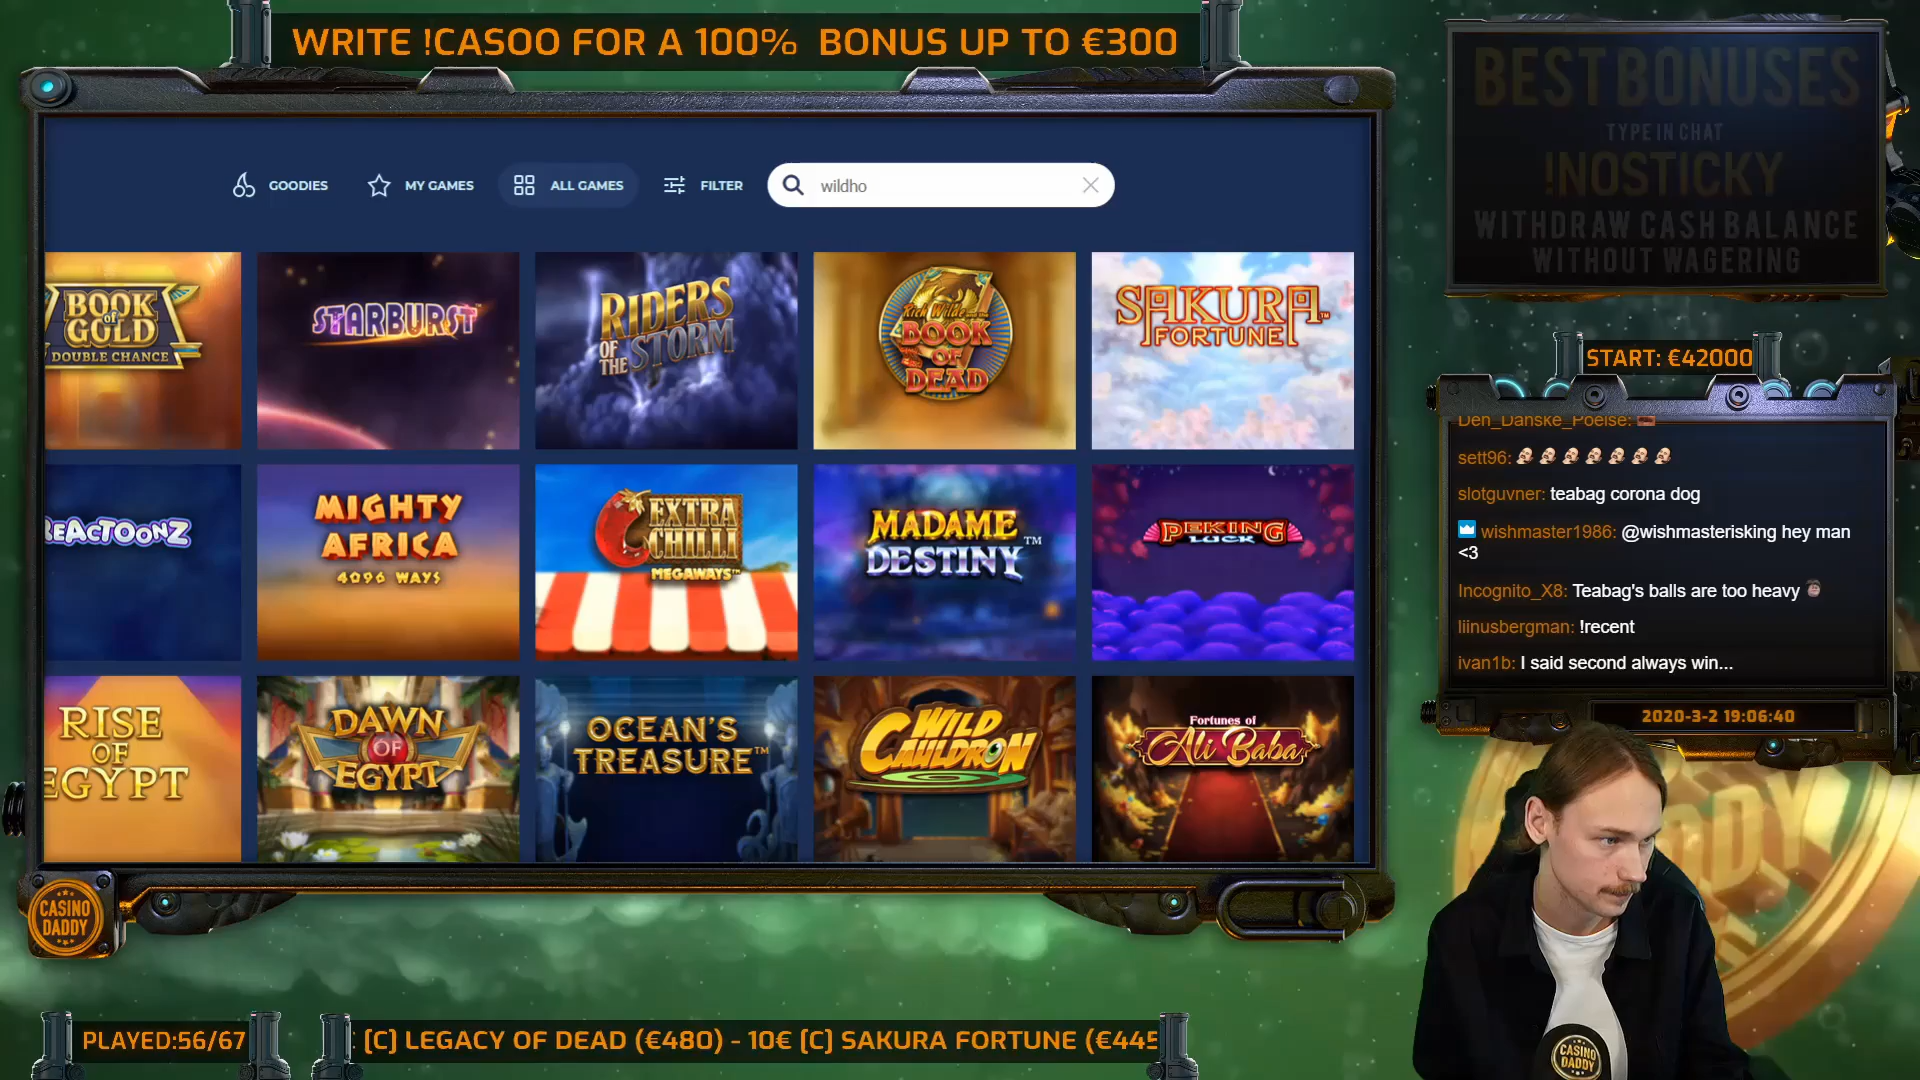 WRITE !CASOO FOR A 100% BONUS UP TO €300
GOODIES
MY GAMES
ALL GAMES
FILTER
wildho
BOOK
OF
GOLD
DOUBLE CHANCE
STARBURST™
RIDERS
OF THE STORM
Rich Wilde and the
BOOK
OF
DEAD
SAKURA™
FORTUNE
REACTOONZ
MIGHTY
AFRICA
4096 WAYS
EXTRA
CHILLI
MEGAWAYS™
MADAME
DESTINY™
PEKING
LUCK
RISE
OF
EGYPT
DAWN
OF
EGYPT
OCEAN'S
TREASURE™
WILD
CAULDRON
Fortunes of
Ali Baba
BEST BONUSES
TYPE IN CHAT
!NOSTICKY
WITHDRAW CASH BALANCE
WITHOUT WAGERING
START: €42000
Den_Danske_Poelse:
sett96:
slotguvner: teabag corona dog
wishmaster1986: @wishmasterisking hey man
<3
Incognito_X8: Teabag's balls are too heavy
liinusbergman: !recent
ivan1b: I said second always win...
2020-3-2 19:06:40
CASINO
DADDY
CASINO
DADDY
PLAYED:56/67
[C] LEGACY OF DEAD (€480) - 10€ [C] SAKURA FORTUNE (€445